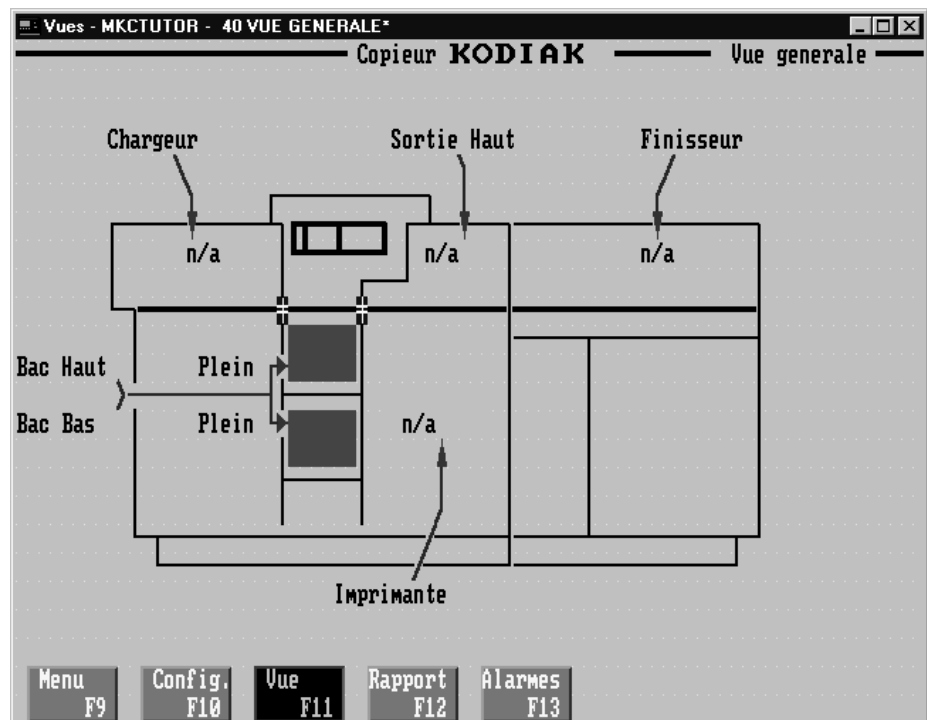 Vues - MKCTUTOR - 40 VUE GENERALE*
Copieur KODIAK Vue generale
Chargeur Sortie Haut Finisseur
n/a n/a n/a
Bac Haut Plein
Bac Bas Plein n/a
Imprimante
Menu Config. Vue Rapport Alarmes
F9 F10 F11 F12 F13